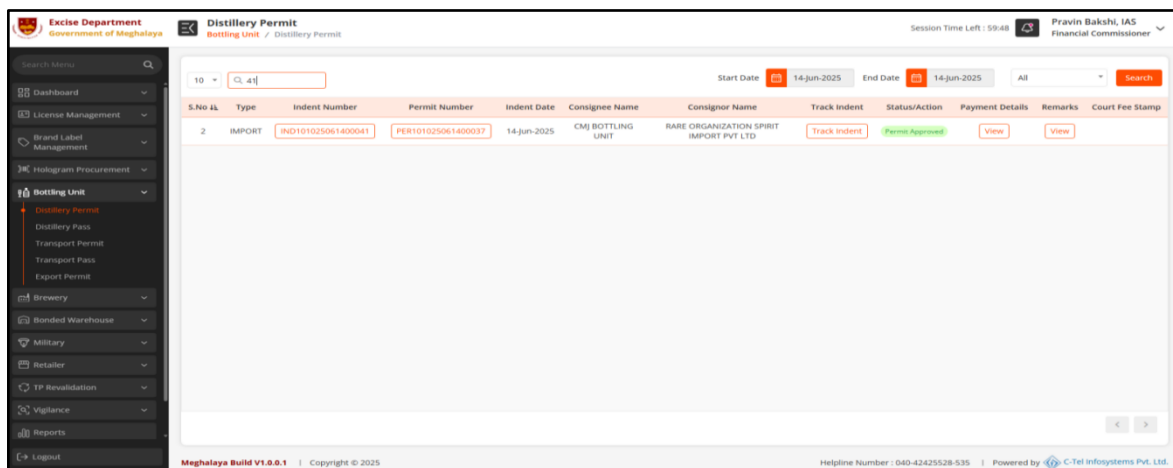 Excise Department
Government of Meghalaya
Distillery Permit
Bottling Unit / Distillery Permit
Session Time Left : 59:48
Pravin Bakshi, IAS
Financial Commissioner
Search Menu
Dashboard
License Management
Brand Label
Management
Hologram Procurement
Bottling Unit
Distillery Permit
Distillery Pass
Transport Permit
Transport Pass
Export Permit
Brewery
Bonded Warehouse
Military
Retailer
TP Revalidation
Vigilance
Reports
Logout
10 41 Start Date 14-Jun-2025 End Date 14-Jun-2025 All Search
S.No Type Indent Number Permit Number Indent Date Consignee Name Consignor Name Track Indent Status/Action Payment Details Remarks Court Fee Stamp
2 IMPORT IND101025061400041 PER101025061400037 14-Jun-2025 CMJ BOTTLING UNIT RARE ORGANIZATION SPIRIT IMPORT PVT LTD Track Indent Permit Approved View View
Meghalaya Build V1.0.0.1 | Copyright © 2025
Helpline Number : 040-42425528-535 | Powered by C-Tel Infosystems Pvt. Ltd.